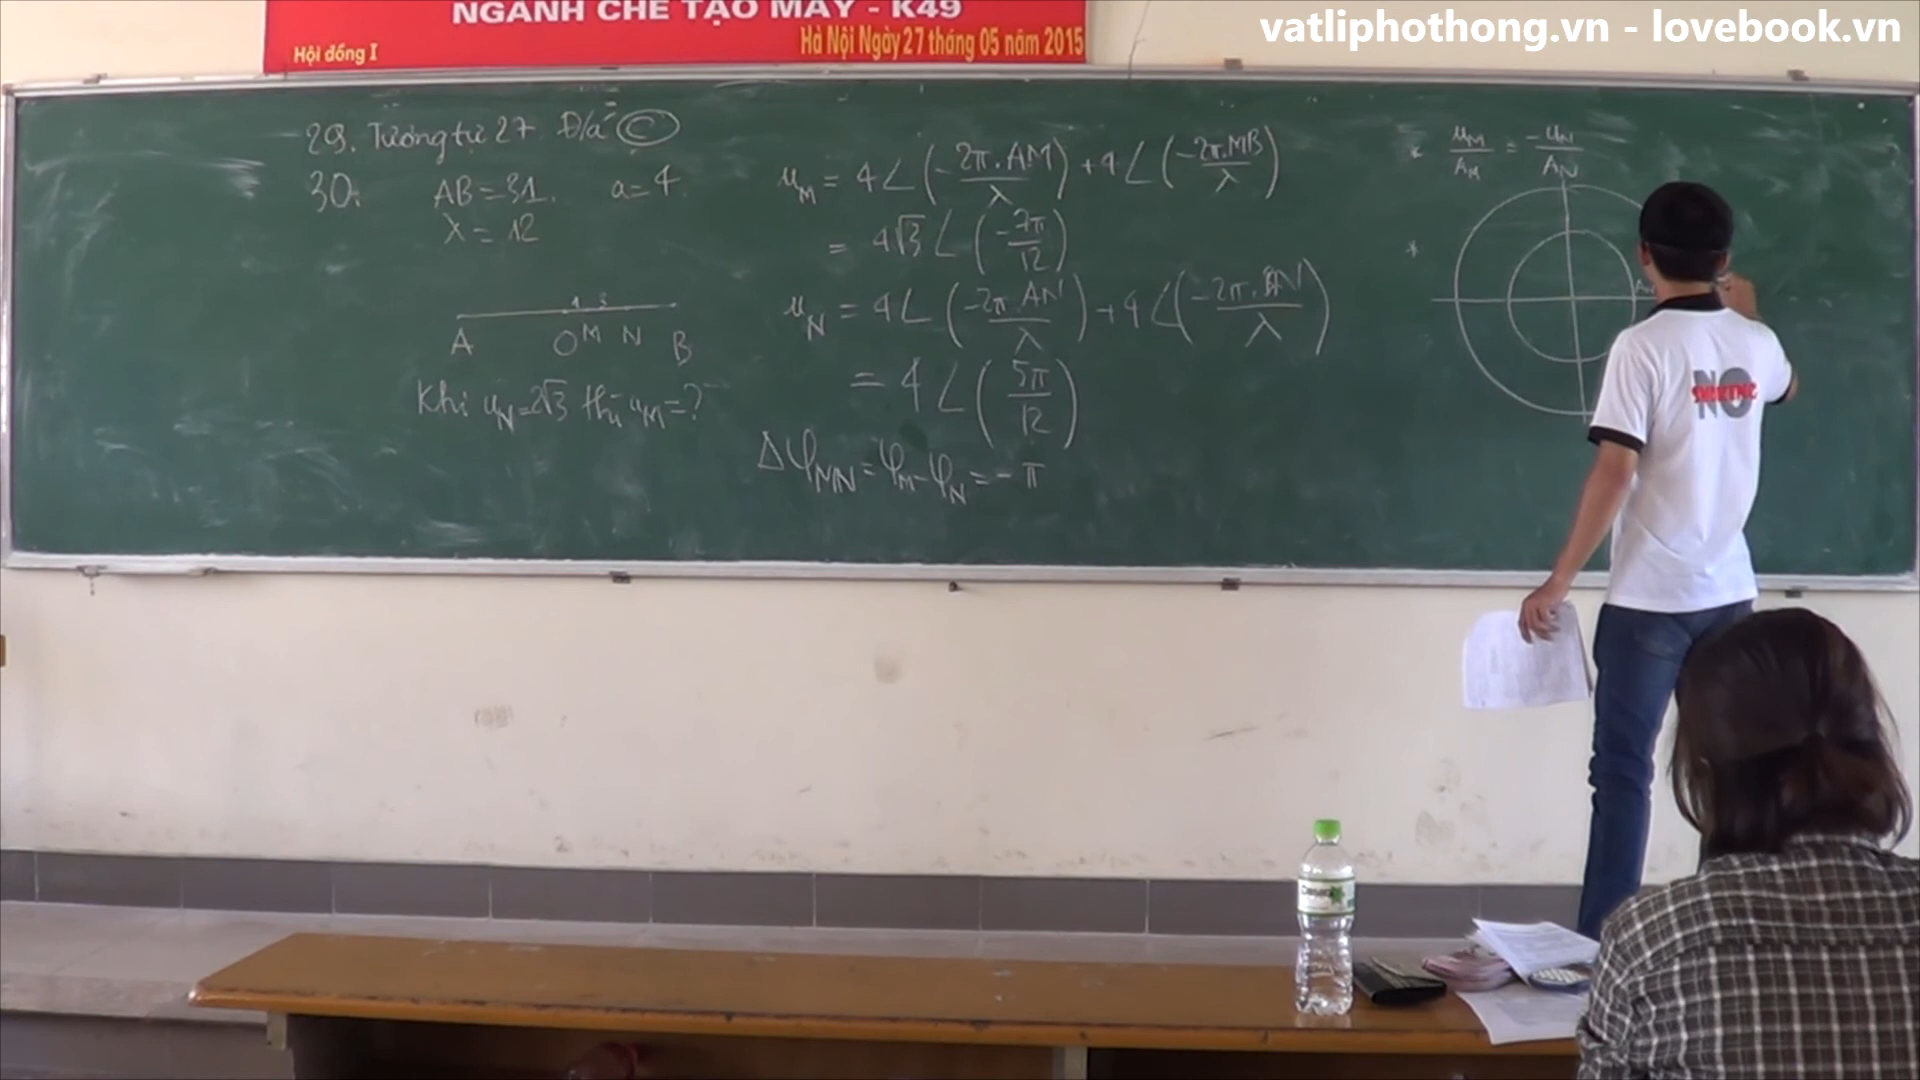 NGÀNH CHẾ TẠO MÁY - K49
Hà Nội Ngày 27 tháng 05 năm 2015
Hội đồng I
vatliphothong.vn - lovebook.vn
29. Tương tự 27 Đ/á C
30. AB = 31. a = 4
λ = 12
1 3
A O M N B
Khi u_N = 2√3 thì u_M = ?
u_M = 4∠(-2π.AM/λ) + 4∠(-2π.MB/λ)
= 4√3∠(-7π/12)
u_N = 4∠(-2π.AN/λ) + 4∠(-2π.BN/λ)
= 4∠(5π/12)
Δφ_MN = φ_M - φ_N = -π
* u_M/A_M = -u_N/A_N
*
NO